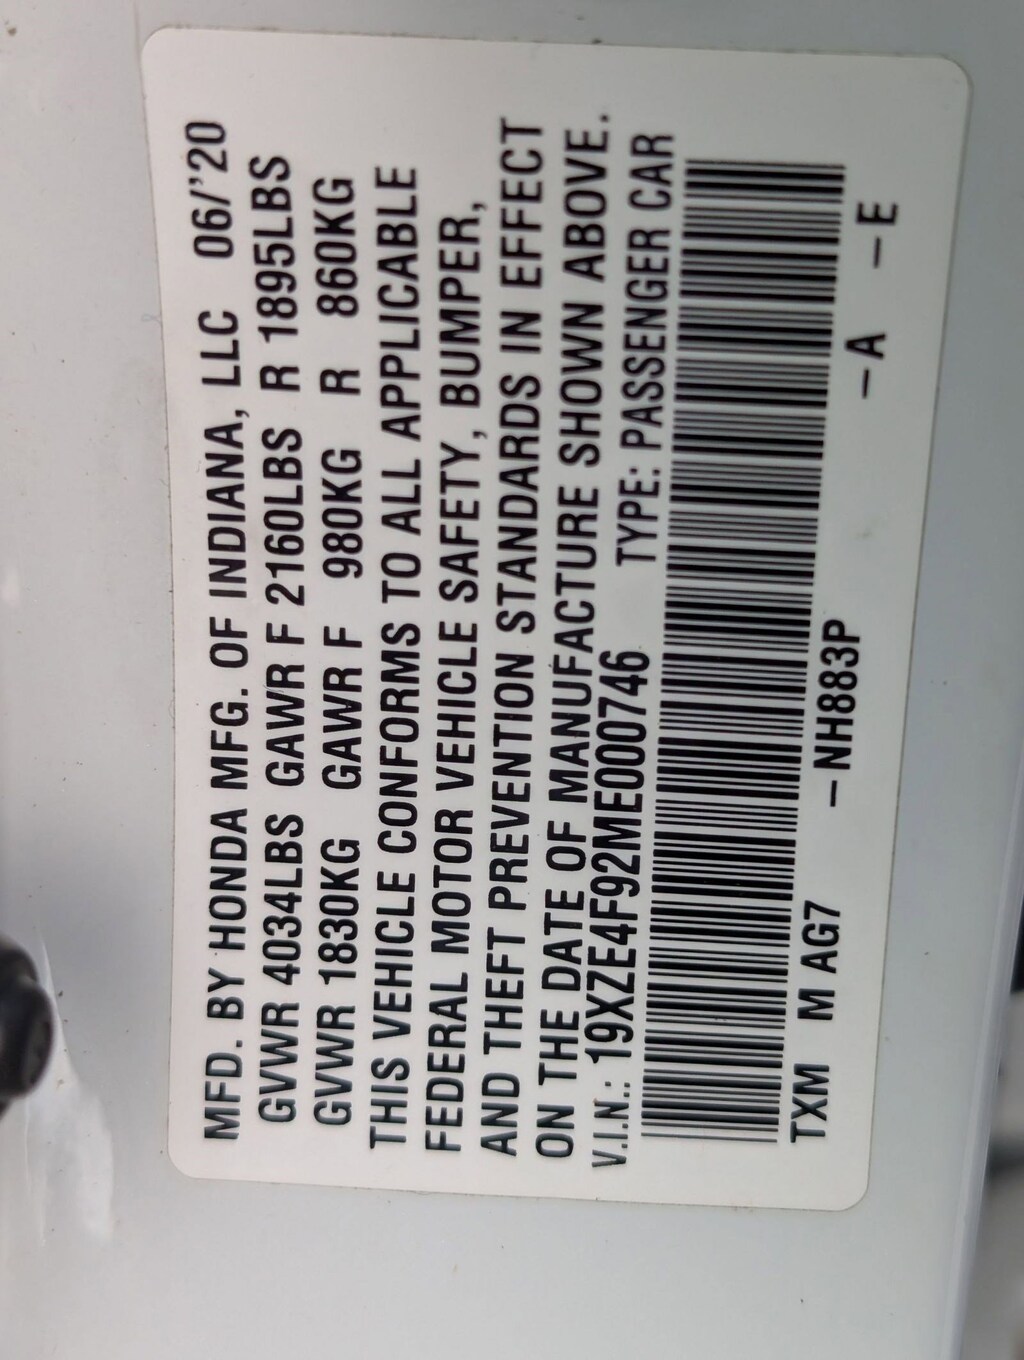 MFD. BY HONDA MFG. OF INDIANA, LLC 06/'20
GVWR 4034LBS GAWR F 2160LBS R 1895LBS
GVWR 1830KG GAWR F 980KG R 860KG
THIS VEHICLE CONFORMS TO ALL APPLICABLE
FEDERAL MOTOR VEHICLE SAFETY, BUMPER,
AND THEFT PREVENTION STANDARDS IN EFFECT
ON THE DATE OF MANUFACTURE SHOWN ABOVE.
V.I.N.: 19XZE4F92ME000746 TYPE: PASSENGER CAR
TXM M AG7 –NH883P –A –E